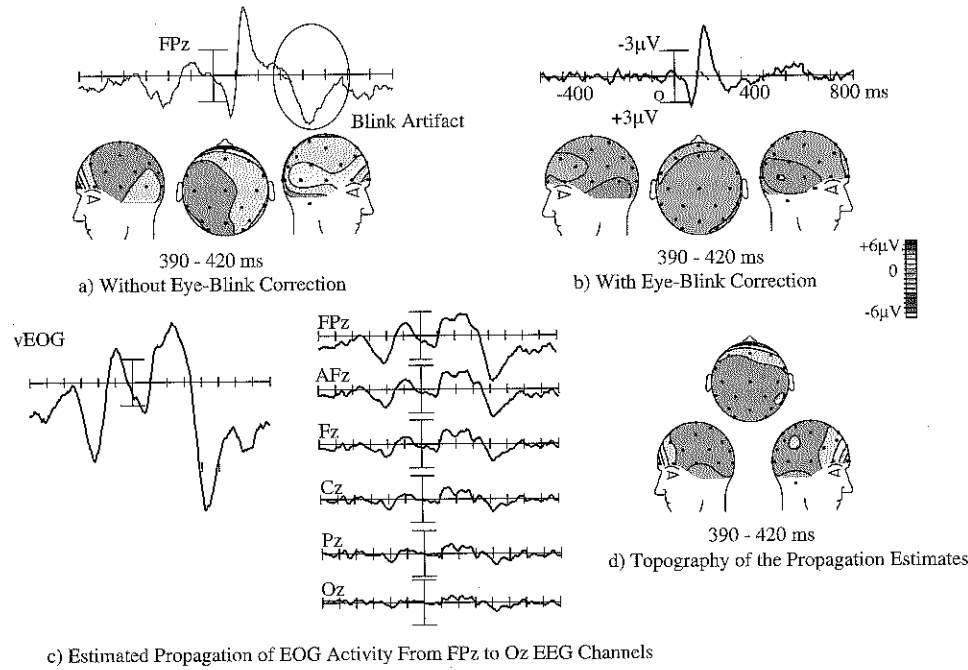 FPz
Blink Artifact
390 - 420 ms
a) Without Eye-Blink Correction
-3μV
-400
O
400
800 ms
+3μV
390 - 420 ms
b) With Eye-Blink Correction
+6μV
0
-6μV
vEOG
FPz
AFz
Fz
Cz
Pz
Oz
390 - 420 ms
d) Topography of the Propagation Estimates
c) Estimated Propagation of EOG Activity From FPz to Oz EEG Channels